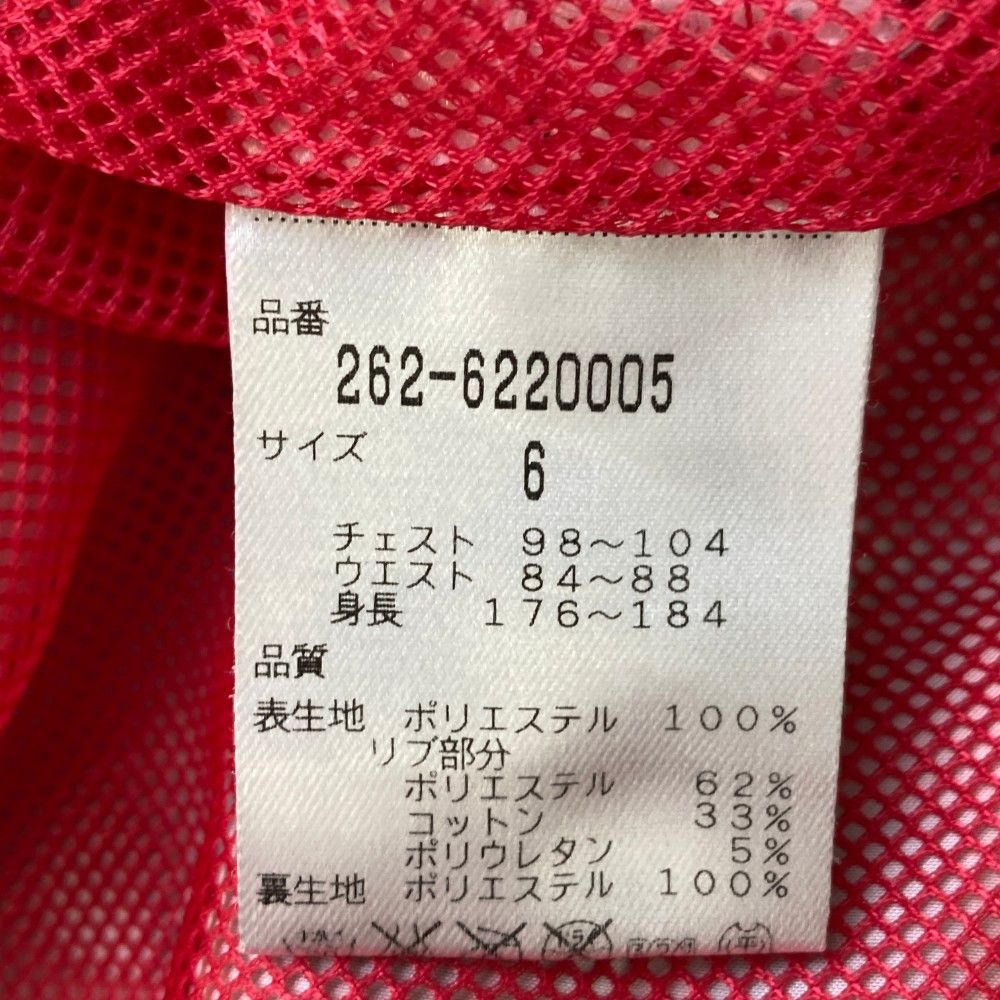 品番
262-6220005
サイズ
6
チェスト 98～104
ウエスト 84～88
身長 176～184
品質
表生地 ポリエステル 100%
リブ部分
ポリエステル 62%
コットン 33%
ポリウレタン 5%
裏生地 ポリエステル 100%
平